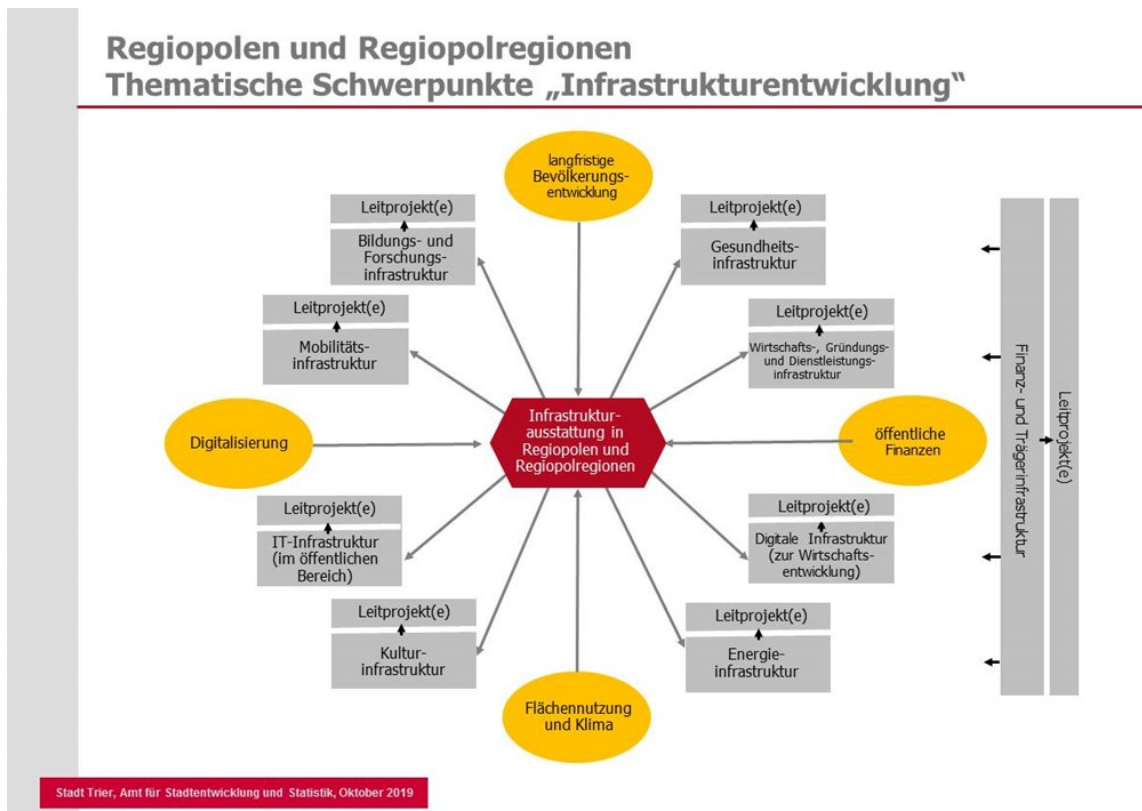 Regiopolen und Regiopolregionen
Thematische Schwerpunkte „Infrastrukturentwicklung“
langfristige
Bevölkerungs-
entwicklung
Leitprojekt(e)
Bildungs- und
Forschungs-
infrastruktur
Leitprojekt(e)
Gesundheits-
infrastruktur
Leitprojekt(e)
Mobilitäts-
infrastruktur
Leitprojekt(e)
Wirtschafts-, Gründungs-
und Dienstleistungs-
infrastruktur
Digitalisierung
Infrastruktur-
ausstattung in
Regiopolen und
Regiopolregionen
öffentliche
Finanzen
Finanz- und Trägerinfrastruktur
Leitprojekt(e)
Leitprojekt(e)
IT-Infrastruktur
(im öffentlichen
Bereich)
Leitprojekt(e)
Digitale Infrastruktur
(zur Wirtschafts-
entwicklung)
Leitprojekt(e)
Kultur-
infrastruktur
Leitprojekt(e)
Energie-
infrastruktur
Flächennutzung
und Klima
Stadt Trier, Amt für Stadtentwicklung und Statistik, Oktober 2019